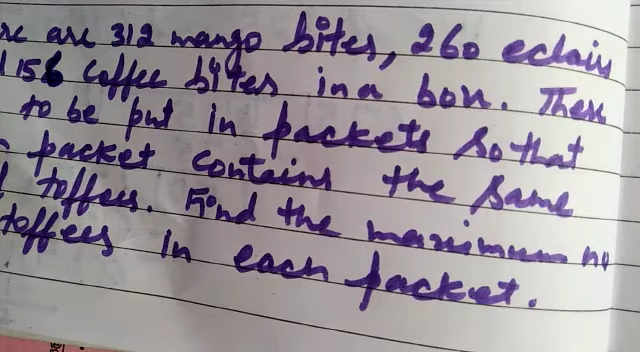 are 312 mango bites, 260 eclair
156 Coffee bites in a box. These
to be put in packets so that
packet contains the same
toffees. Find the maximum no
toffees in each packet.